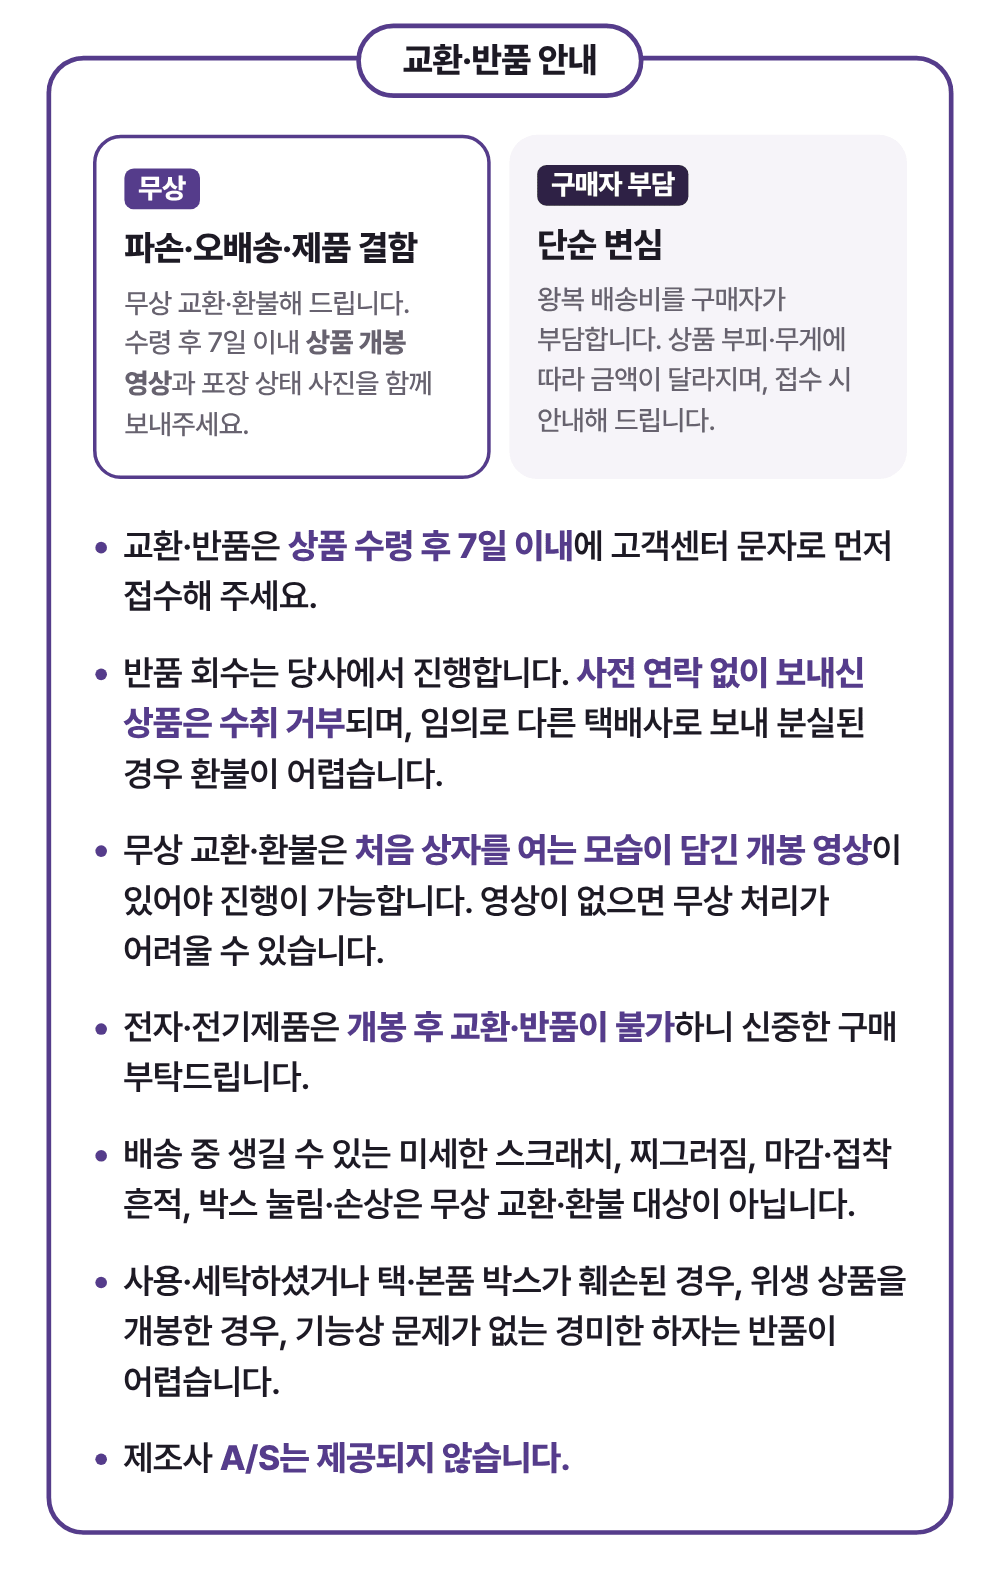 교환·반품 안내
무상
파손·오배송·제품 결함
무상 교환·환불해 드립니다.
수령 후 7일 이내 상품 개봉
영상과 포장 상태 사진을 함께
보내주세요.
구매자 부담
단순 변심
왕복 배송비를 구매자가
부담합니다. 상품 부피·무게에
따라 금액이 달라지며, 접수 시
안내해 드립니다.
• 교환·반품은 상품 수령 후 7일 이내에 고객센터 문자로 먼저
접수해 주세요.
• 반품 회수는 당사에서 진행합니다. 사전 연락 없이 보내신
상품은 수취 거부되며, 임의로 다른 택배사로 보내 분실된
경우 환불이 어렵습니다.
• 무상 교환·환불은 처음 상자를 여는 모습이 담긴 개봉 영상이
있어야 진행이 가능합니다. 영상이 없으면 무상 처리가
어려울 수 있습니다.
• 전자·전기제품은 개봉 후 교환·반품이 불가하니 신중한 구매
부탁드립니다.
• 배송 중 생길 수 있는 미세한 스크래치, 찌그러짐, 마감·접착
흔적, 박스 눌림·손상은 무상 교환·환불 대상이 아닙니다.
• 사용·세탁하셨거나 택·본품 박스가 훼손된 경우, 위생 상품을
개봉한 경우, 기능상 문제가 없는 경미한 하자는 반품이
어렵습니다.
• 제조사 A/S는 제공되지 않습니다.